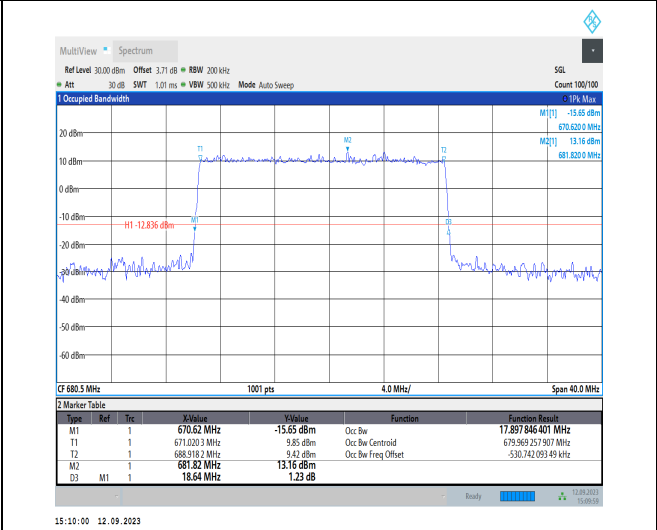 MultiView Spectrum
Ref Level 30.00 dBm Offset 3.71 dB RBW 200 kHz SGL
Att 30 dB SWT 1.01 ms VBW 500 kHz Mode Auto Sweep Count 100/100
1 Occupied Bandwidth 1Pk Max
M1[1] -15.65 dBm
670.6200 MHz
M2[1] 13.16 dBm
681.8200 MHz
20 dBm
10 dBm
0 dBm
-10 dBm
-20 dBm
-30 dBm
-40 dBm
-50 dBm
-60 dBm
T1
M2
T2
M1
D3
H1 -12.836 dBm
CF 680.5 MHz 1001 pts 4.0 MHz/ Span 40.0 MHz
2 Marker Table
Type Ref Trc X-Value Y-Value Function Function Result
M1 1 670.62 MHz -15.65 dBm Occ Bw 17.897 846 401 MHz
T1 1 671.020 3 MHz 9.85 dBm Occ Bw Centroid 679.969 257 907 MHz
T2 1 688.918 2 MHz 9.42 dBm Occ Bw Freq Offset -530.742 093 49 kHz
M2 1 681.82 MHz 13.16 dBm
D3 M1 1 18.64 MHz 1.23 dB
Ready 12.09.2023
15:09:59
15:10:00 12.09.2023